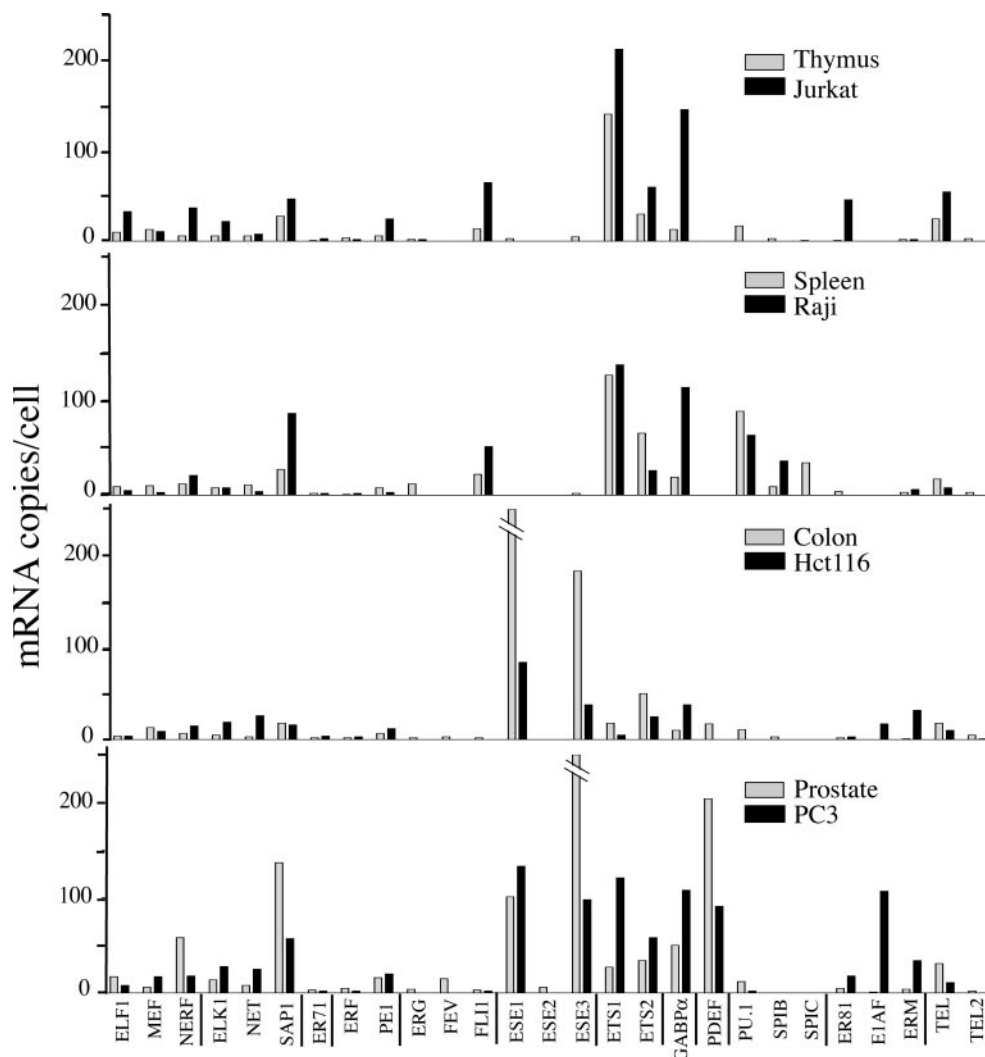 mRNA copies/cell
200
100
0
Thymus
Jurkat
200
100
0
Spleen
Raji
200
100
0
Colon
Hct116
200
100
0
Prostate
PC3
ELF1
MEF
NERF
ELK1
NET
SAP1
ER71
ERF
PE1
ERG
FEV
FLI1
ESE1
ESE2
ESE3
ETS1
ETS2
GABPα
PDEF
PU.1
SPIB
SPIC
ER81
E1AF
ERM
TEL
TEL2